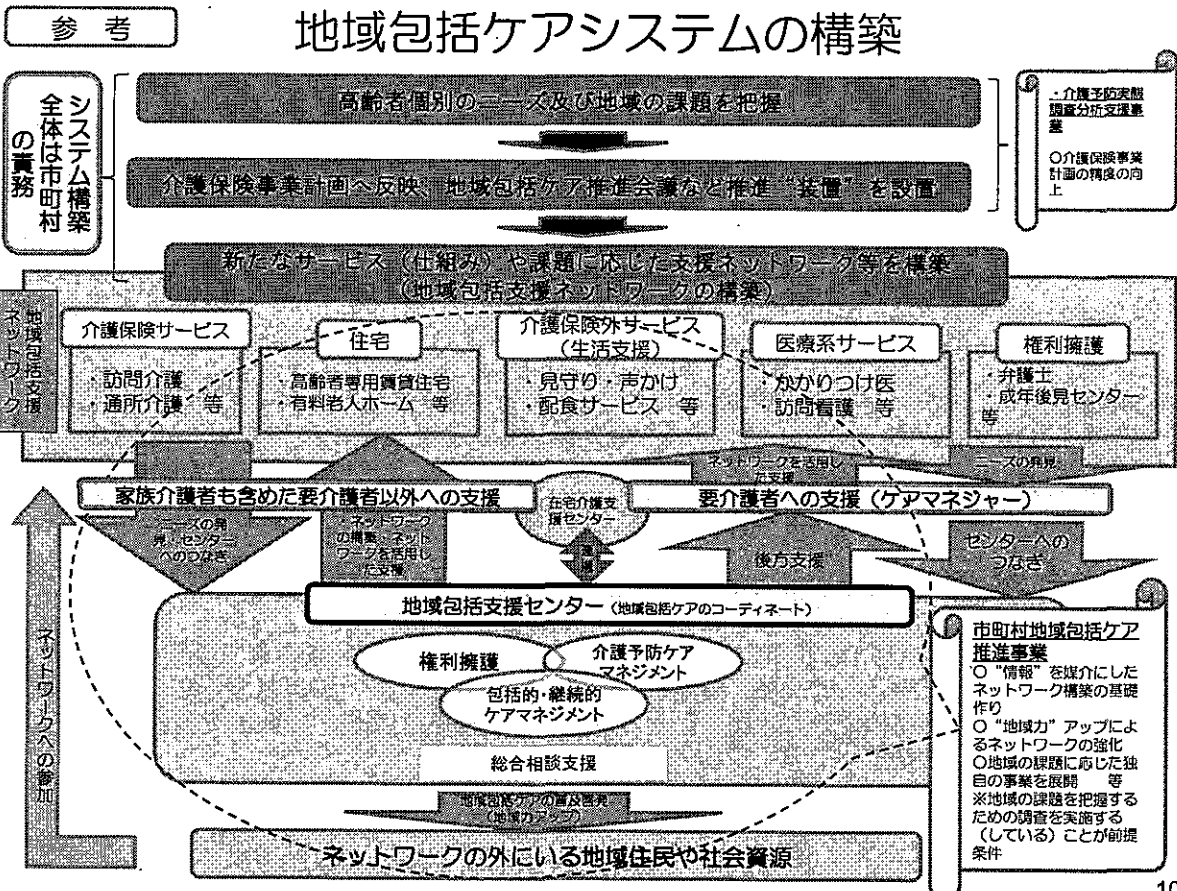 参 考
地域包括ケアシステムの構築
システム構築
全体は市町村
の責務
高齢者個別のニーズ及び地域の課題を把握
介護保険事業計画へ反映、地域包括ケア推進会議など推進“装置”を設置
新たなサービス（仕組み）や課題に応じた支援ネットワーク等を構築
（地域包括支援ネットワークの構築）
・介護予防実態
調査分析支援事
業
○介護保険事業
計画の精度の向
上
地域包括支援
ネットワーク
介護保険サービス
・訪問介護
・通所介護 等
住宅
・高齢者専用賃貸住宅
・有料老人ホーム 等
介護保険外サービス
（生活支援）
・見守り・声かけ
・配食サービス 等
医療系サービス
・かかりつけ医
・訪問看護 等
権利擁護
・弁護士
・成年後見センター
等
ネットワークを活用し
た支援
ニーズの発見
家族介護者も含めた要介護者以外への支援
在宅介護支
援センター
要介護者への支援（ケアマネジャー）
ニーズの発
見・センター
へのつなぎ
・ネットワーク
の構築・ネット
ワークを活用し
た支援
連携
後方支援
センターへの
つなぎ
地域包括支援センター（地域包括ケアのコーディネート）
権利擁護
介護予防ケア
マネジメント
包括的・継続的
ケアマネジメント
総合相談支援
地域包括ケアの普及啓発
（地域力アップ）
ネットワークの外にいる地域住民や社会資源
ネットワークへの参加
市町村地域包括ケア
推進事業
○“情報”を媒介にした
ネットワーク構築の基礎
作り
○“地域力”アップによ
るネットワークの強化
○地域の課題に応じた独
自の事業を展開 等
※地域の課題を把握する
ための調査を実施する
（している）ことが前提
条件
10